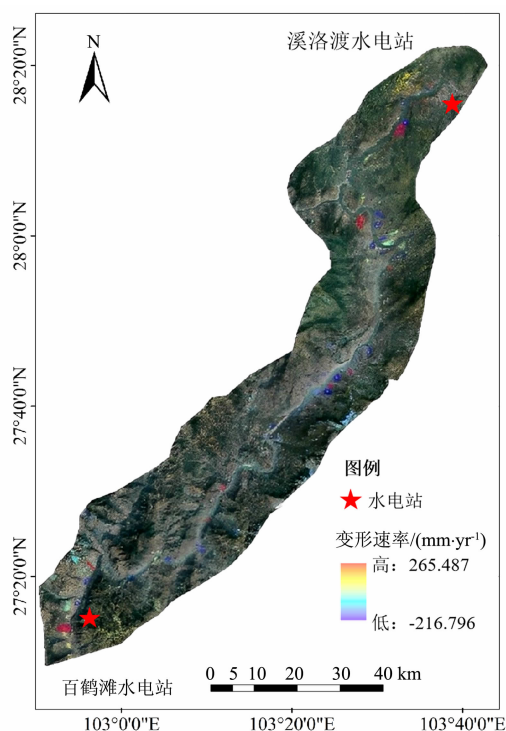 溪洛渡水电站
N
28°20'0"N
28°0'0"N
27°40'0"N
27°20'0"N
图例
水电站
变形速率/(mm·yr-1)
高：265.487
低：-216.796
百鹤滩水电站
0 5 10 20 30 40 km
103°0'0"E 103°20'0"E 103°40'0"E